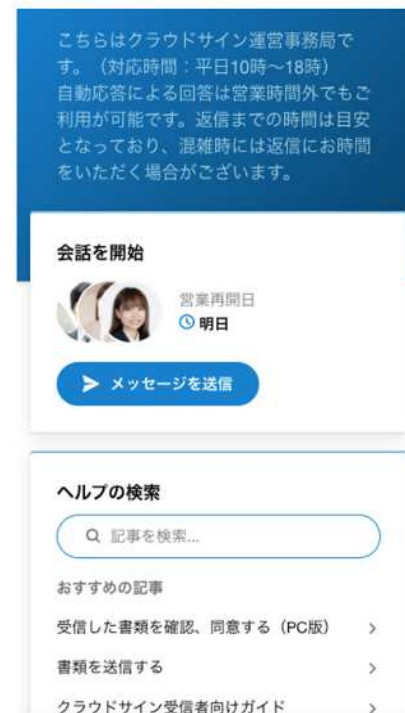 こちらはクラウドサイン運営事務局で
す。（対応時間：平日10時〜18時）
自動応答による回答は営業時間外でもご
利用が可能です。返信までの時間は目安
となっており、混雑時には返信にお時間
をいただく場合がございます。
会話を開始
営業再開日
明日
メッセージを送信
ヘルプの検索
記事を検索...
おすすめの記事
受信した書類を確認、同意する（PC版）
書類を送信する
クラウドサイン受信者向けガイド